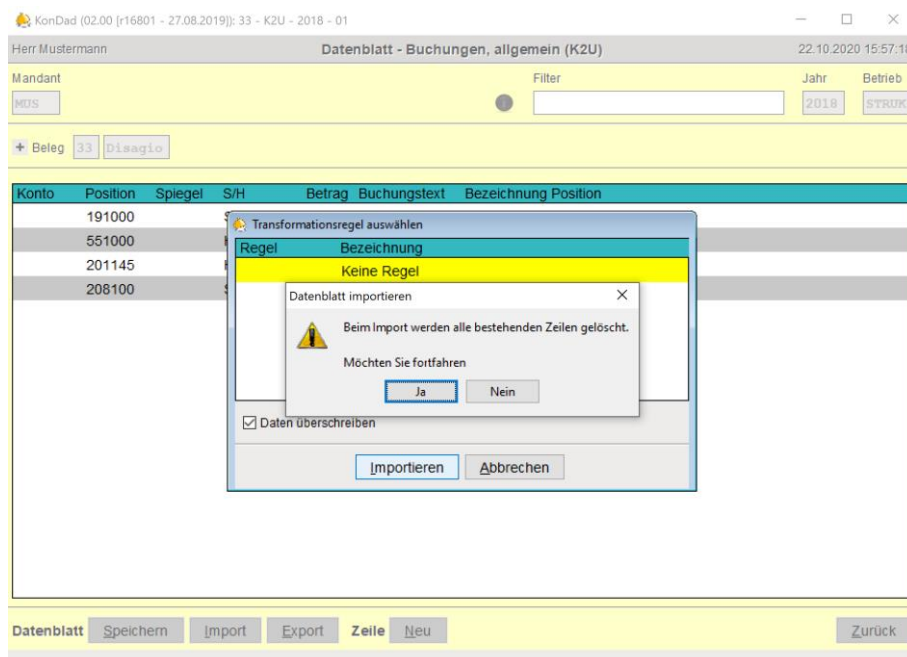 KonDad (02.00 [r16801 - 27.08.2019]): 33 - K2U - 2018 - 01
Herr Mustermann Datenblatt - Buchungen, allgemein (K2U) 22.10.2020 15:57:18
Mandant Filter Jahr Betrieb
MUS 2018 STRUK
+ Beleg 33 Disagio
Konto Position Spiegel S/H Betrag Buchungstext Bezeichnung Position
191000
551000
201145
208100
Transformationsregel auswählen
Regel Bezeichnung
Keine Regel
Datenblatt importieren
Beim Import werden alle bestehenden Zeilen gelöscht.
Möchten Sie fortfahren
Ja Nein
Daten überschreiben
Importieren Abbrechen
Datenblatt Speichern Import Export Zeile Neu Zurück